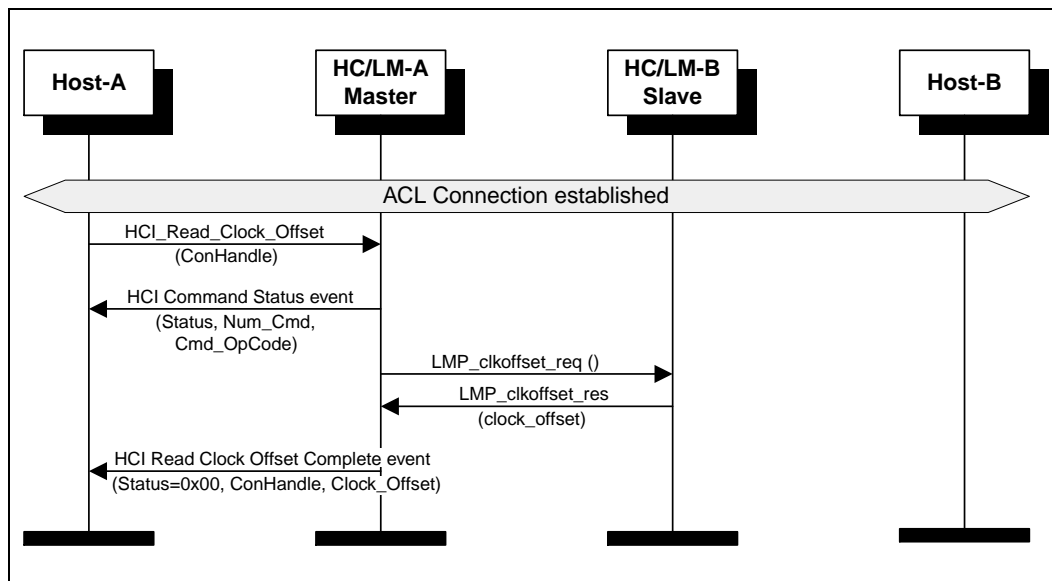 Host-A
HC/LM-A
Master
HC/LM-B
Slave
Host-B
ACL Connection established
HCI_Read_Clock_Offset
(ConHandle)
HCI Command Status event
(Status, Num_Cmd,
Cmd_OpCode)
LMP_clkoffset_req ()
LMP_clkoffset_res
(clock_offset)
HCI Read Clock Offset Complete event
(Status=0x00, ConHandle, Clock_Offset)